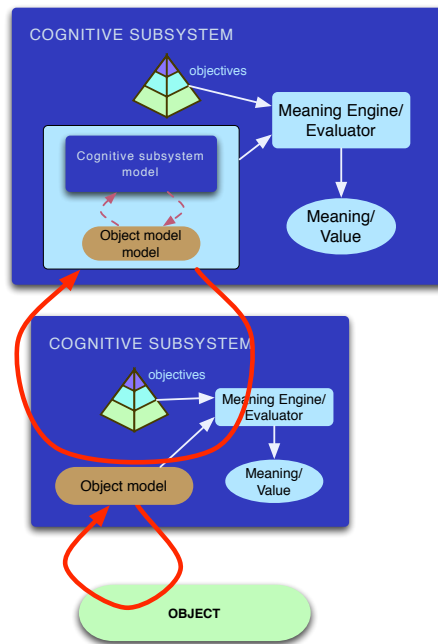 COGNITIVE SUBSYSTEM
objectives
Meaning Engine/
Evaluator
Cognitive subsystem
model
Meaning/
Value
Object model
model
COGNITIVE SUBSYSTEM
objectives
Meaning Engine/
Evaluator
Meaning/
Value
Object model
OBJECT